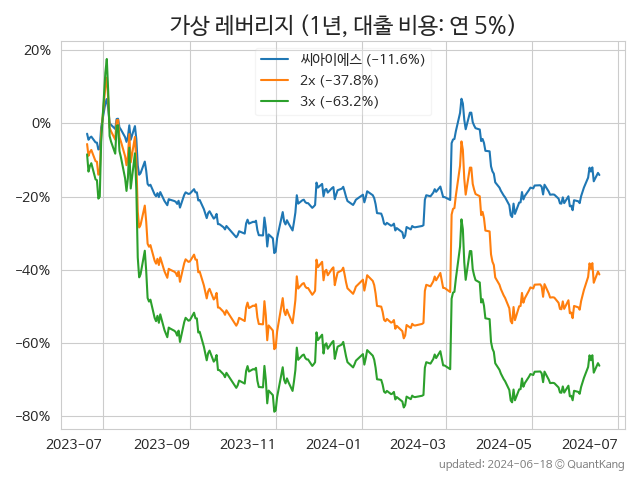 가상 레버리지 (1년, 대출 비용: 연 5%)
씨아이에스 (−11.6%)
2x (−37.8%)
3x (−63.2%)
20%
0%
−20%
−40%
−60%
−80%
2023-07 2023-09 2023-11 2024-01 2024-03 2024-05 2024-07
updated: 2024-06-18 © QuantKang